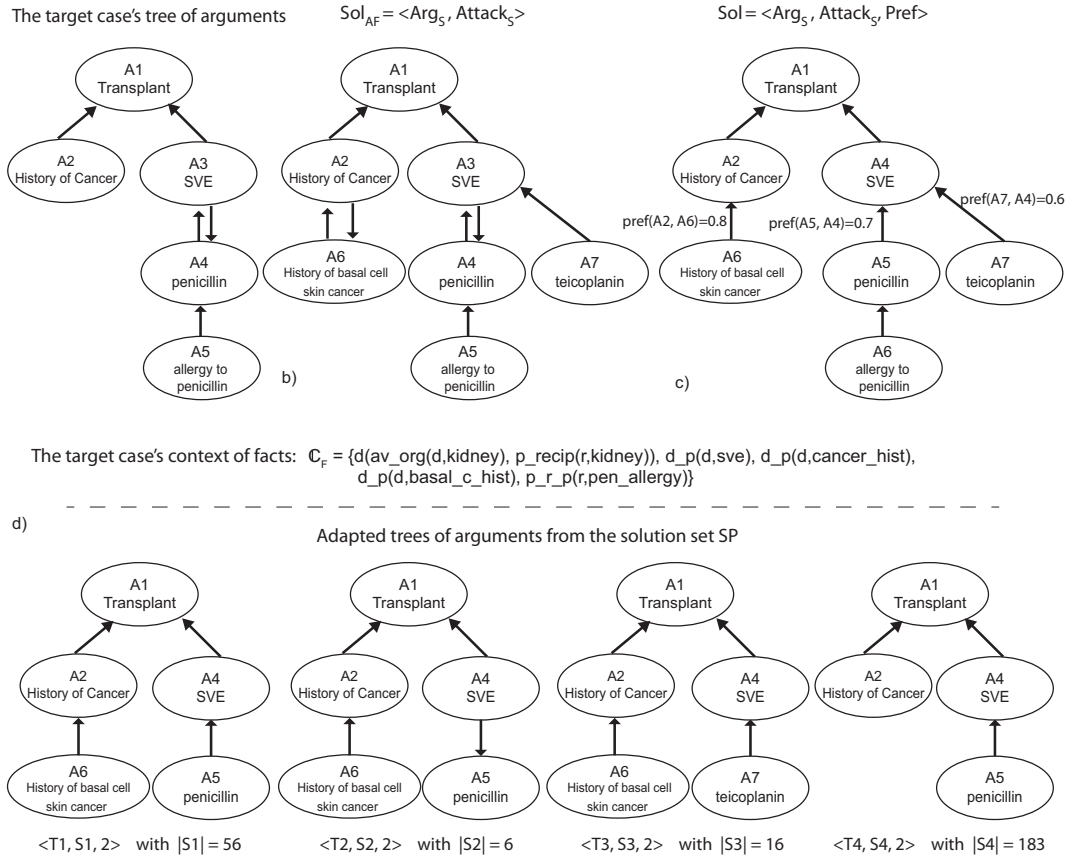 The target case's tree of arguments
Sol_AF = <Arg_S, Attack_S>
Sol = <Arg_S, Attack_S, Pref>
A1
Transplant
A2
History of Cancer
A3
SVE
A4
penicillin
A5
allergy to
penicillin
b)
A1
Transplant
A2
History of Cancer
A3
SVE
A6
History of basal cell
skin cancer
A4
penicillin
A7
teicoplanin
A5
allergy to
penicillin
c)
A1
Transplant
A2
History of Cancer
A4
SVE
pref(A2, A6)=0.8
pref(A5, A4)=0.7
pref(A7, A4)=0.6
A6
History of basal cell
skin cancer
A5
penicillin
A7
teicoplanin
A6
allergy to
penicillin
The target case's context of facts: ℂ_F = {d(av_org(d,kidney), p_recip(r,kidney)), d_p(d,sve), d_p(d,cancer_hist),
d_p(d,basal_c_hist), p_r_p(r,pen_allergy)}
d)
Adapted trees of arguments from the solution set SP
A1
Transplant
A2
History of Cancer
A4
SVE
A6
History of basal cell
skin cancer
A5
penicillin
<T1, S1, 2> with |S1| = 56
A1
Transplant
A2
History of Cancer
A4
SVE
A6
History of basal cell
skin cancer
A5
penicillin
<T2, S2, 2> with |S2| = 6
A1
Transplant
A2
History of Cancer
A4
SVE
A6
History of basal cell
skin cancer
A7
teicoplanin
<T3, S3, 2> with |S3| = 16
A1
Transplant
A2
History of Cancer
A4
SVE
A5
penicillin
<T4, S4, 2> with |S4| = 183